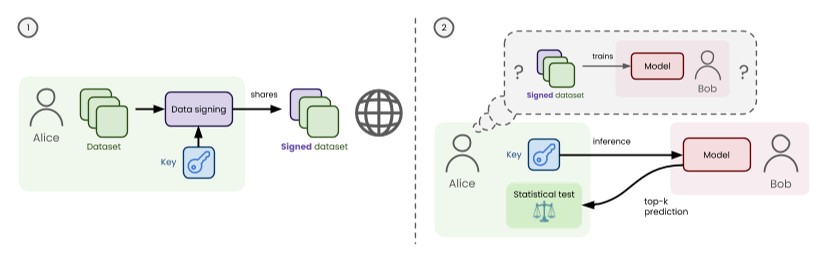 1
Alice
Dataset
Data signing
Key
shares
Signed dataset
2
?
Signed dataset
trains
Model
Bob
?
Alice
Key
inference
Model
Bob
Statistical test
top-k
prediction